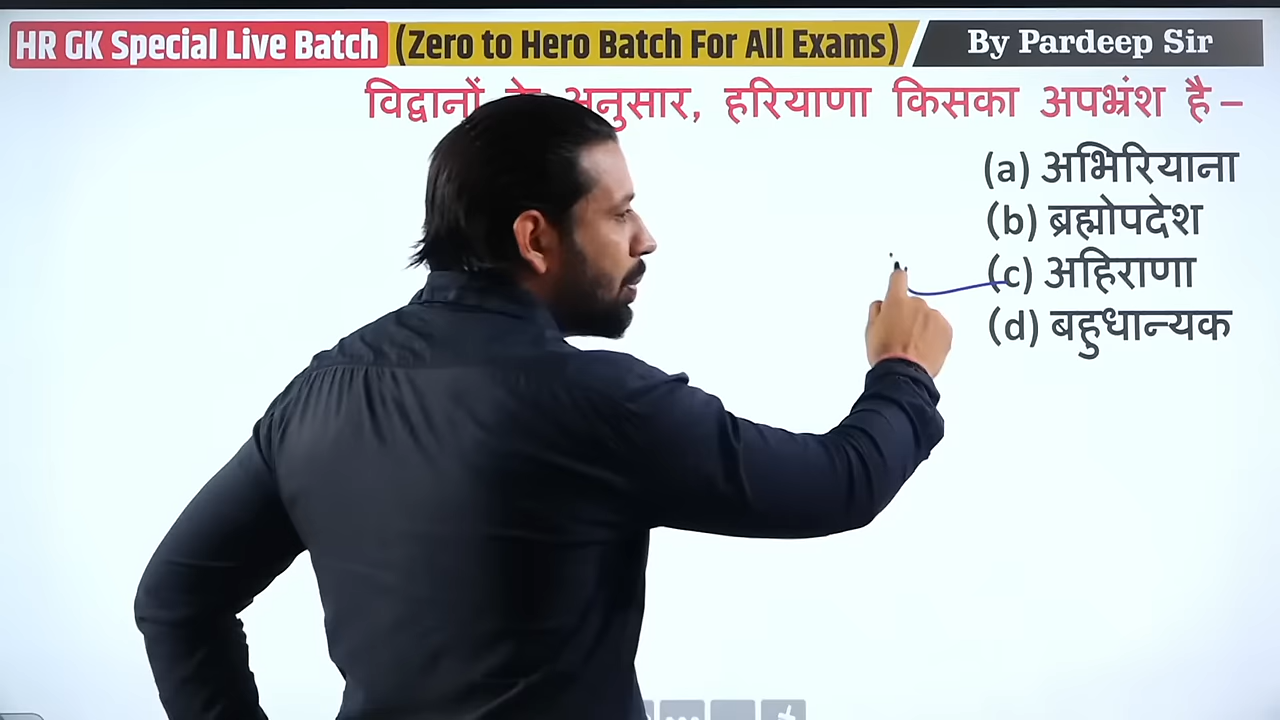 HR GK Special Live Batch (Zero to Hero Batch For All Exams) By Pardeep Sir
विद्वानों के अनुसार, हरियाणा किसका अपभ्रंश है –
(a) अभिरियाना
(b) ब्रह्मोपदेश
(c) अहिराणा
(d) बहुधान्यक